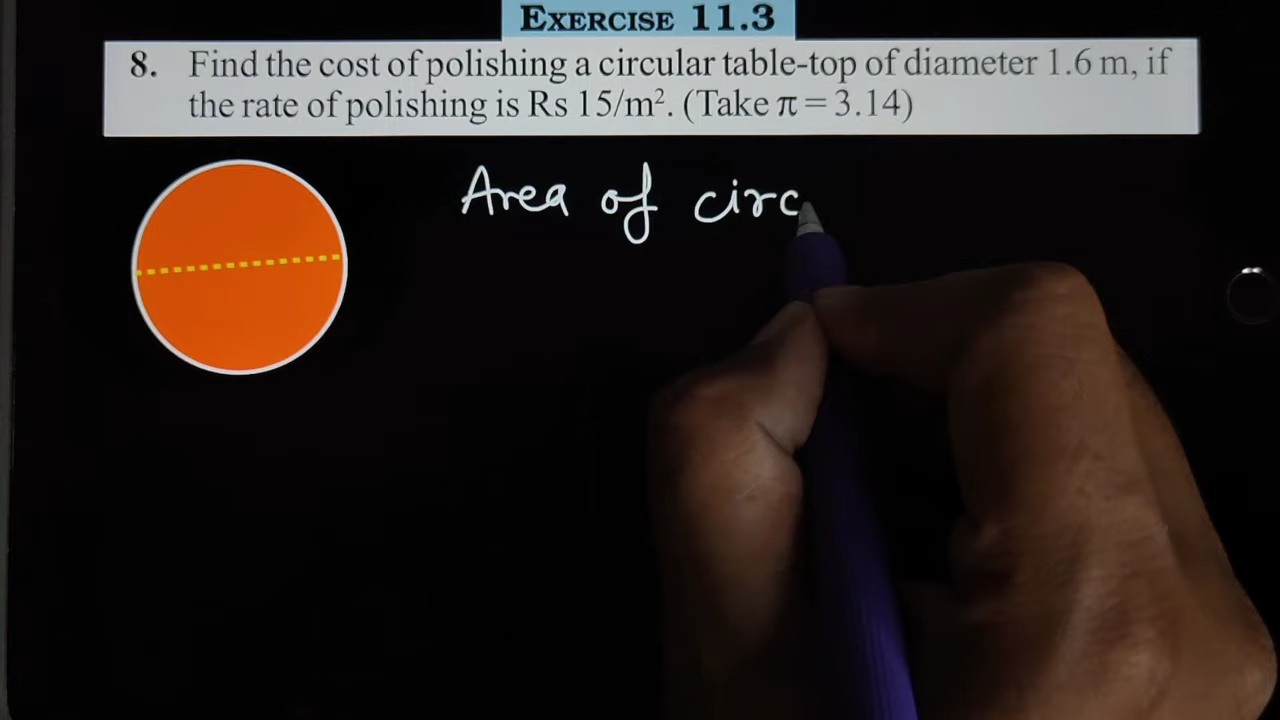 EXERCISE 11.3
8. Find the cost of polishing a circular table-top of diameter 1.6 m, if
the rate of polishing is Rs 15/m². (Take π = 3.14)
Area of circ